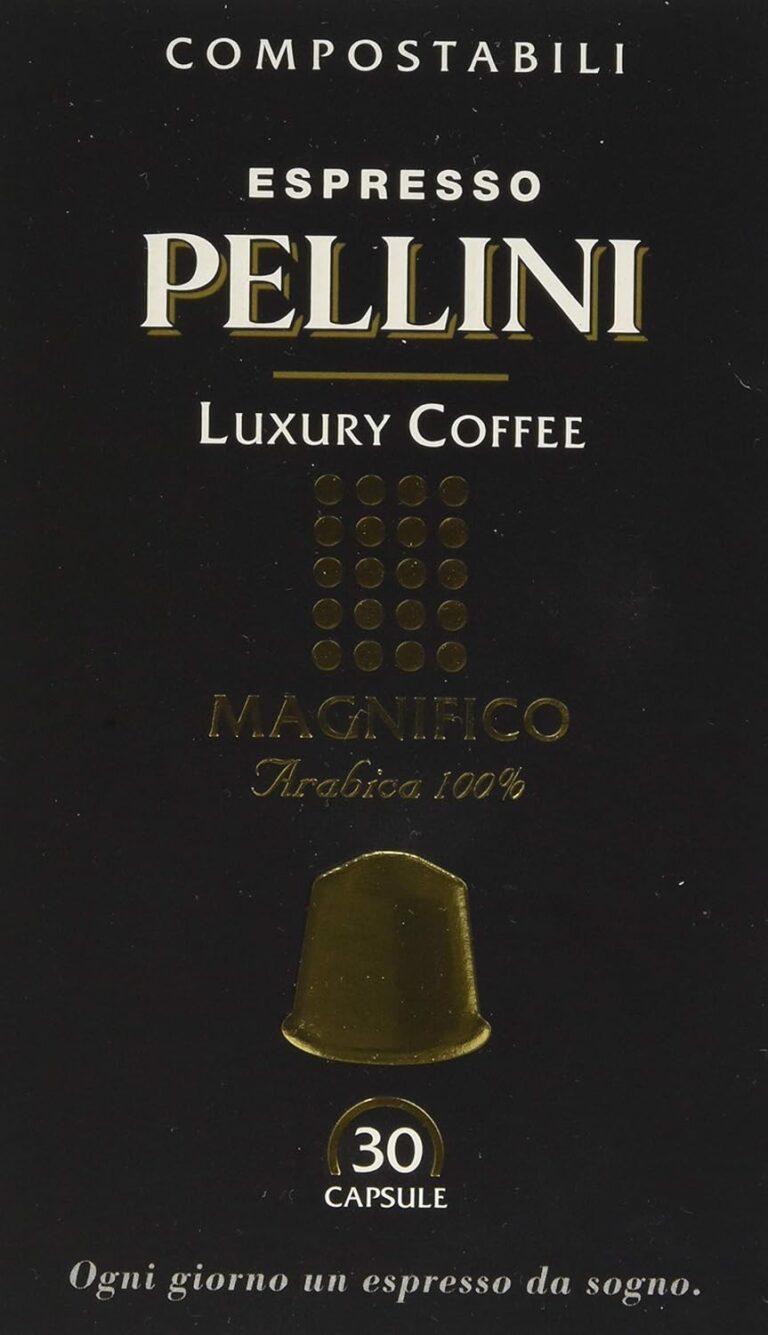 COMPOSTABILI
ESPRESSO
PELLINI
LUXURY COFFEE
MAGNIFICO
Arabica 100%
30
CAPSULE
Ogni giorno un espresso da sogno.